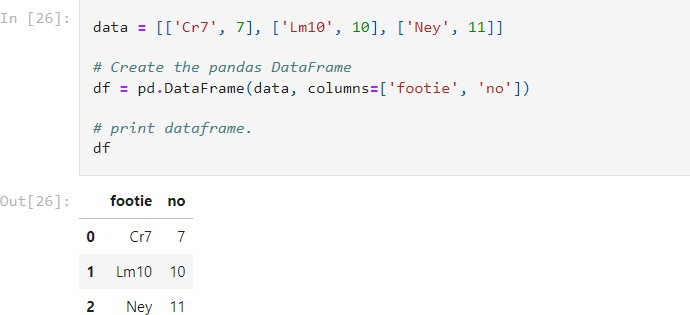 In [26]:
data = [['Cr7', 7], ['Lm10', 10], ['Ney', 11]]
# Create the pandas DataFrame
df = pd.DataFrame(data, columns=['footie', 'no'])
# print dataframe.
df
Out[26]:
footie no
0 Cr7 7
1 Lm10 10
2 Ney 11